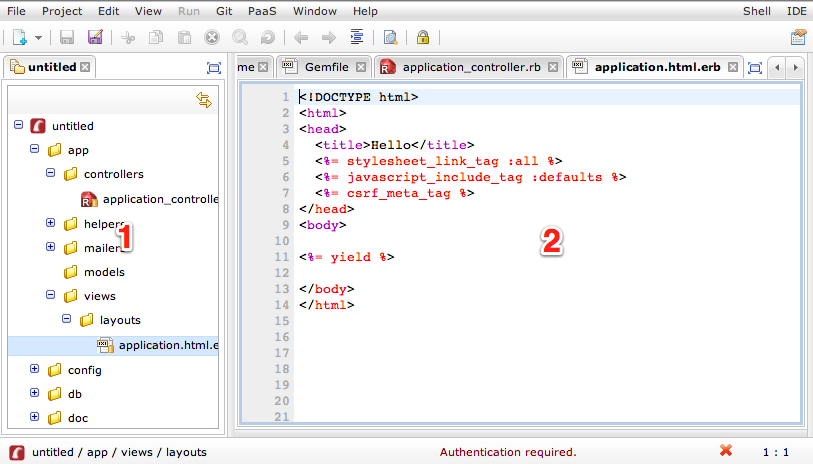 File Project Edit View Run Git PaaS Window Help Shell IDE
untitled
me Gemfile application_controller.rb application.html.erb
untitled
app
controllers
application_controlle
helpers
mailers
models
views
layouts
application.html.e
config
db
doc
1
1 <!DOCTYPE html>
2 <html>
3 <head>
4 <title>Hello</title>
5 <%= stylesheet_link_tag :all %>
6 <%= javascript_include_tag :defaults %>
7 <%= csrf_meta_tag %>
8 </head>
9 <body>
10
11 <%= yield %>
12
13 </body>
14 </html>
15
16
17
18
19
20
21
2
untitled / app / views / layouts Authentication required. 1 : 1